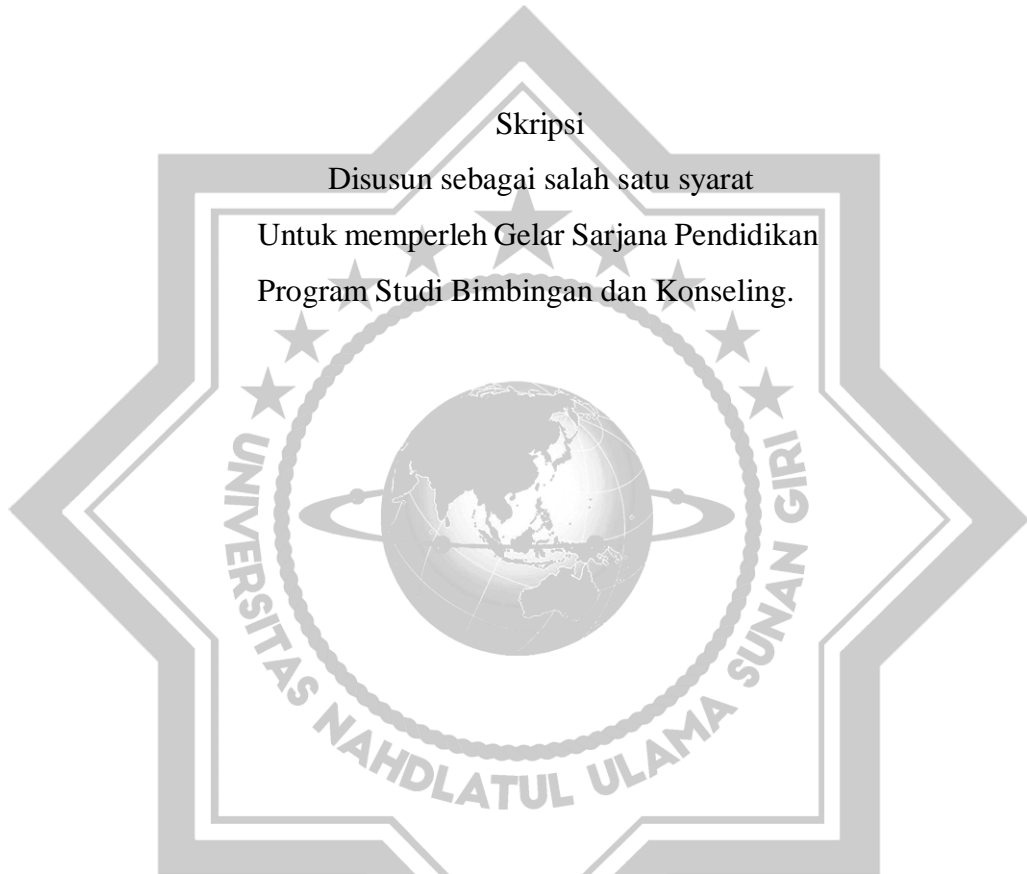 Skripsi
Disusun sebagai salah satu syarat
Untuk memperleh Gelar Sarjana Pendidikan
Program Studi Bimbingan dan Konseling.
UNIVERSITAS NAHDLATUL ULAMA SUNAN GIRI